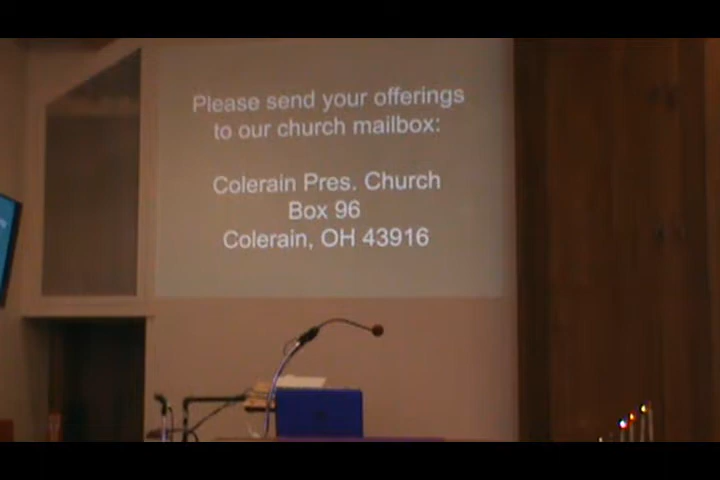 Please send your offerings
to our church mailbox:
Colerain Pres. Church
Box 96
Colerain, OH 43916